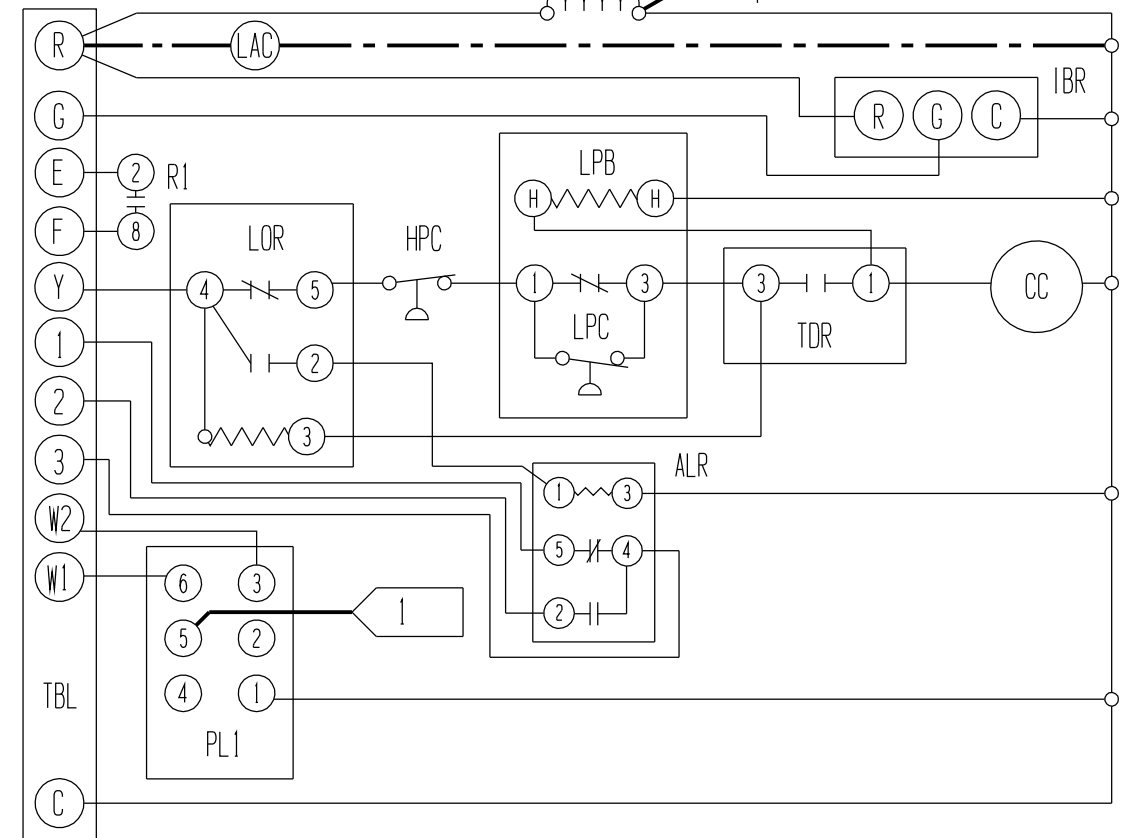 R
LAC
IBR
R G C
G
E 2 R1
LPB
H H
F 8
LOR HPC
Y 4 5 1 3 3 1 CC
LPC TDR
1
2
2
3
3 ALR
1 3
W2
5 4
W1 6 3
1 2
5 2
TBL 4 1
PL1
C